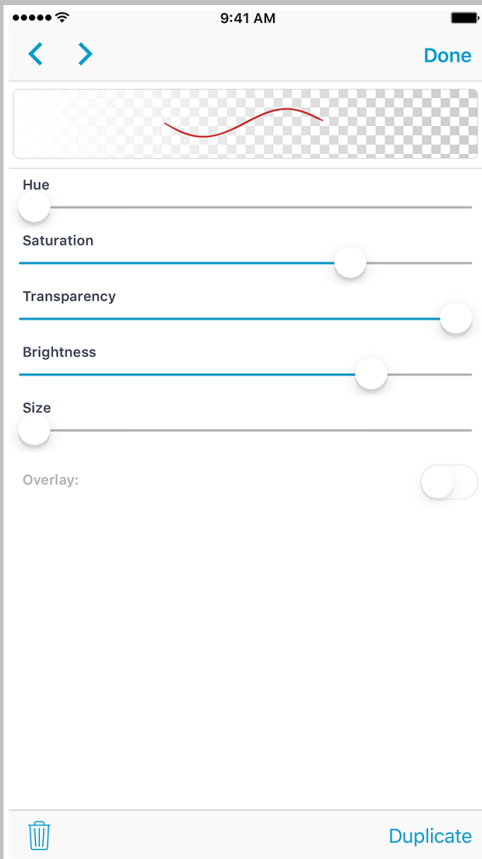 9:41 AM
Done
Hue
Saturation
Transparency
Brightness
Size
Overlay:
Duplicate